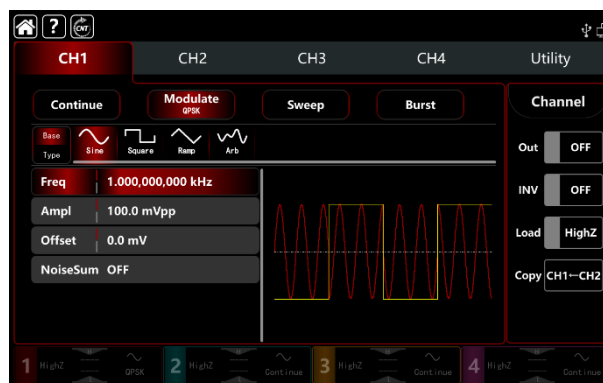 ? CNT
CH1 CH2 CH3 CH4 Utility
Continue Modulate Sweep Burst Channel
QPSK
Base
Type Sine Square Ramp Arb
Out OFF
Freq 1.000,000,000 kHz
INV OFF
Ampl 100.0 mVpp
Load HighZ
Offset 0.0 mV
NoiseSum OFF
Copy CH1←CH2
1 HighZ QPSK 2 HighZ Continue 3 HighZ Continue 4 HighZ Continue